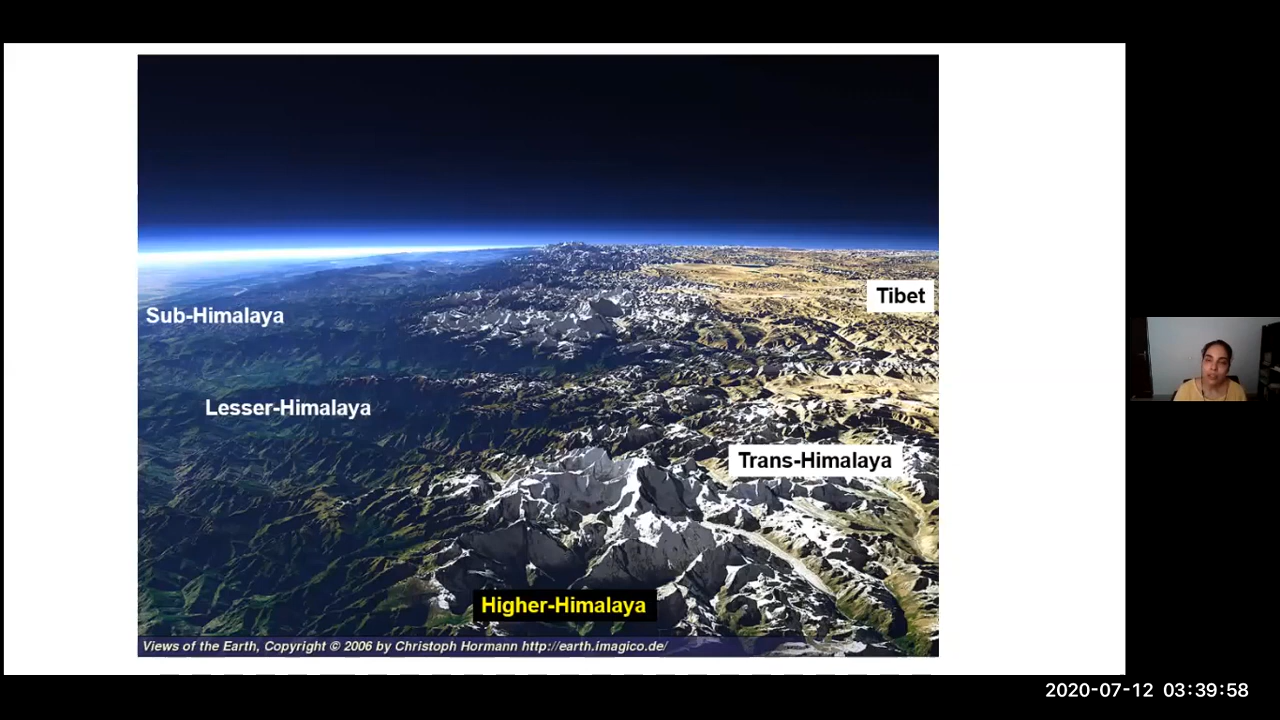 Tibet
Sub-Himalaya
Lesser-Himalaya
Trans-Himalaya
Higher-Himalaya
Views of the Earth, Copyright © 2006 by Christoph Hormann http://earth.imagico.de/
2020-07-12 03:39:58